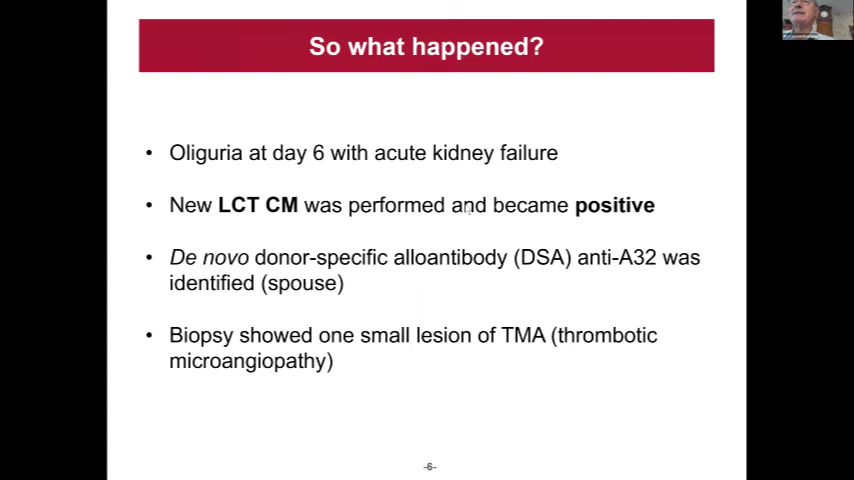 So what happened?
• Oliguria at day 6 with acute kidney failure
• New LCT CM was performed and became positive
• De novo donor-specific alloantibody (DSA) anti-A32 was
identified (spouse)
• Biopsy showed one small lesion of TMA (thrombotic
microangiopathy)
-6-